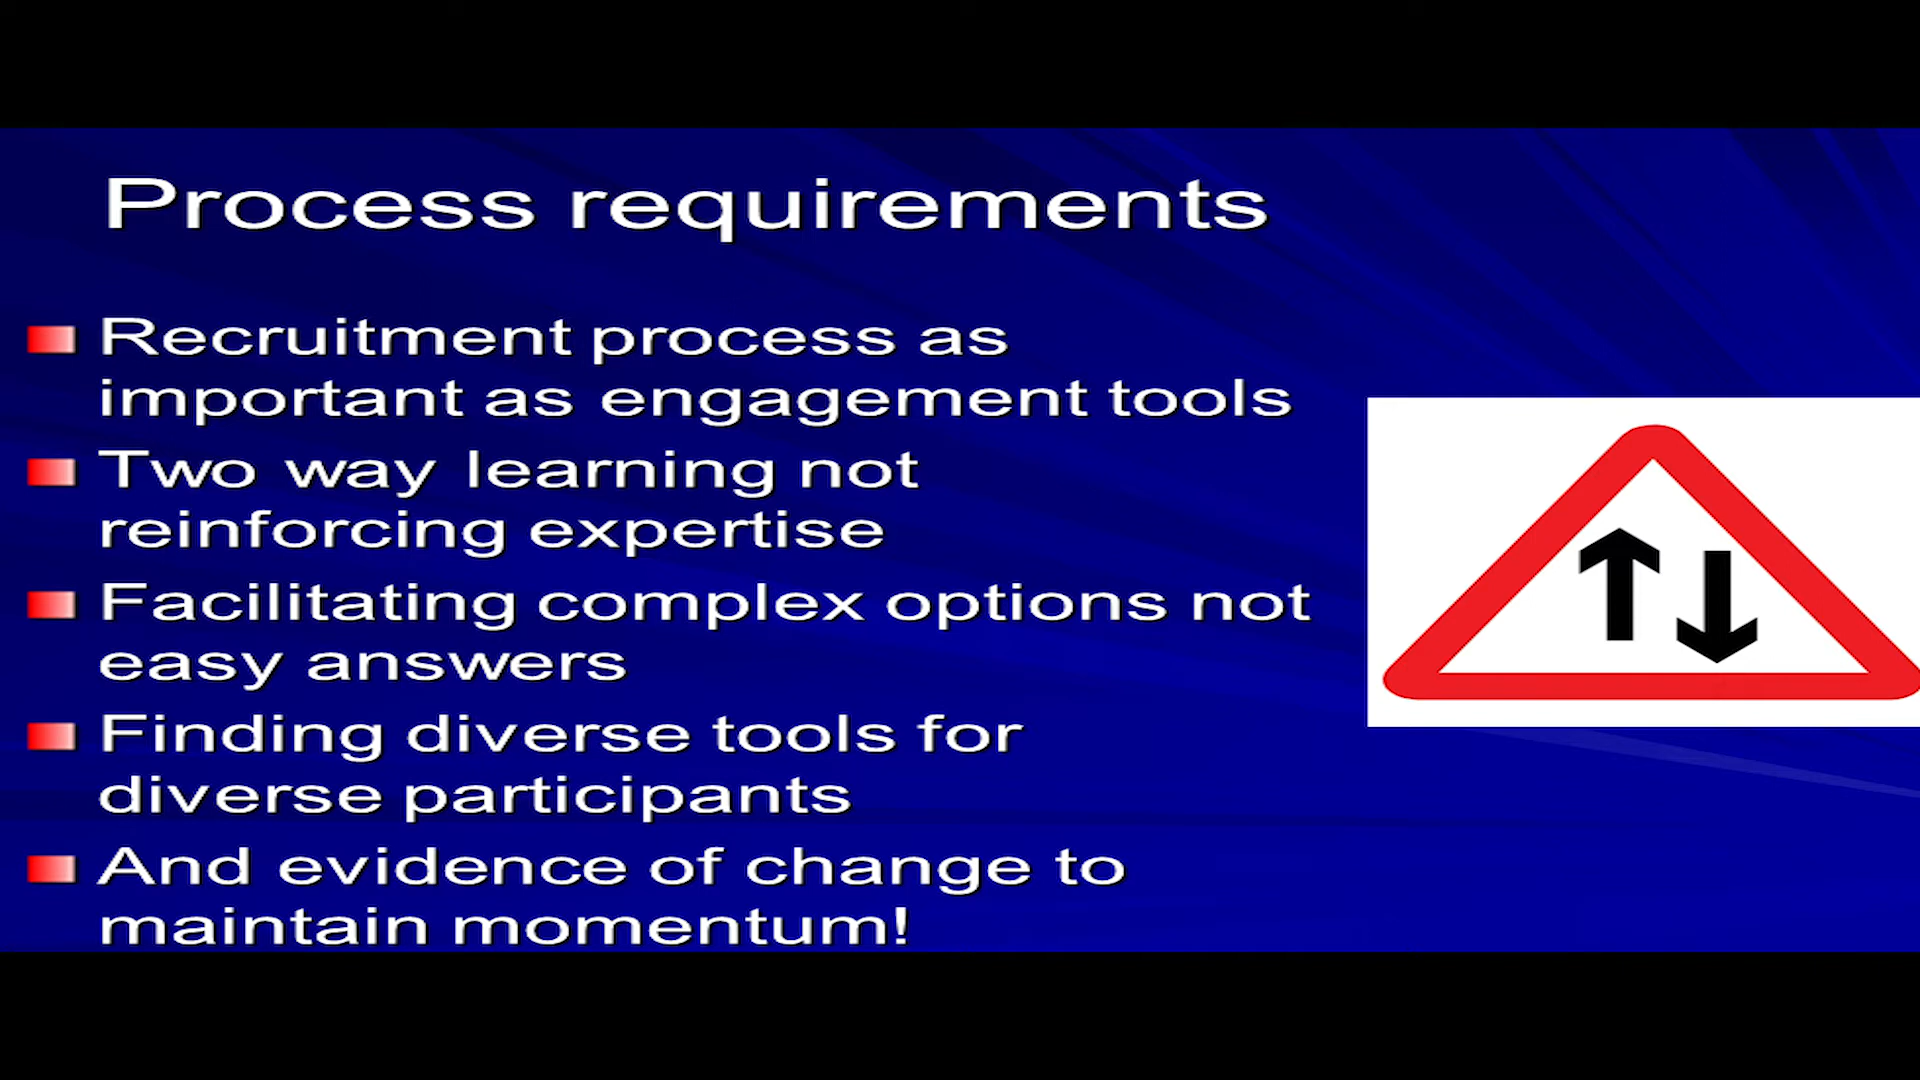 Process requirements
Recruitment process as
important as engagement tools
Two way learning not
reinforcing expertise
Facilitating complex options not
easy answers
Finding diverse tools for
diverse participants
And evidence of change to
maintain momentum!